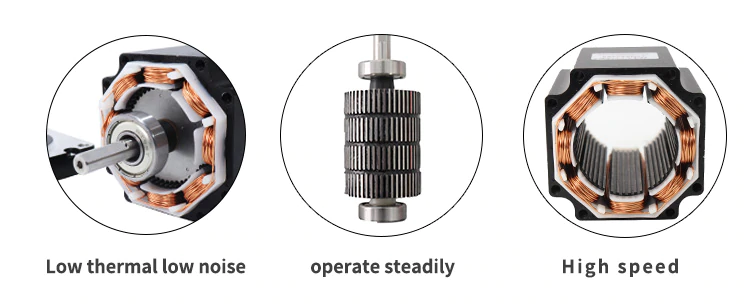 Low thermal low noise
operate steadily
High speed